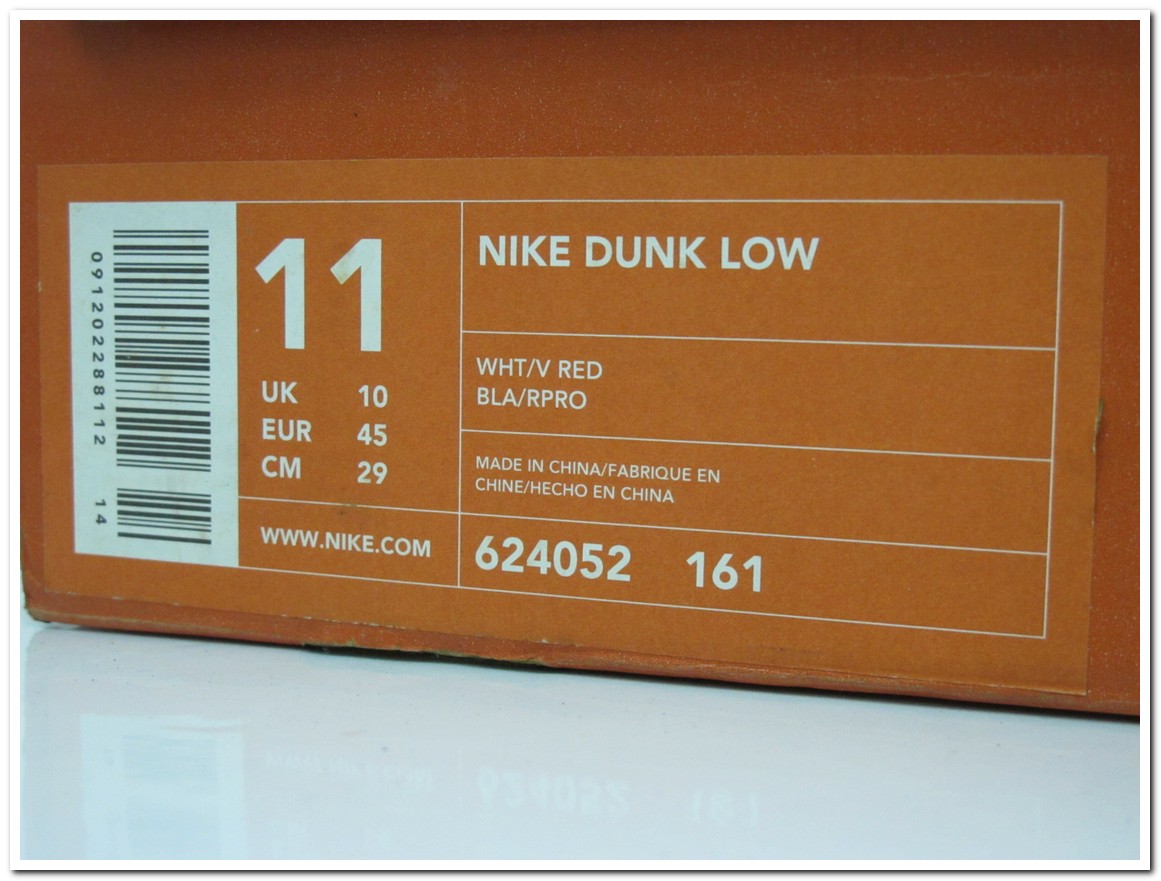 091202288112 14
11
UK 10
EUR 45
CM 29
WWW.NIKE.COM
NIKE DUNK LOW
WHT/V RED
BLA/RPRO
MADE IN CHINA/FABRIQUE EN
CHINE/HECHO EN CHINA
624052 161